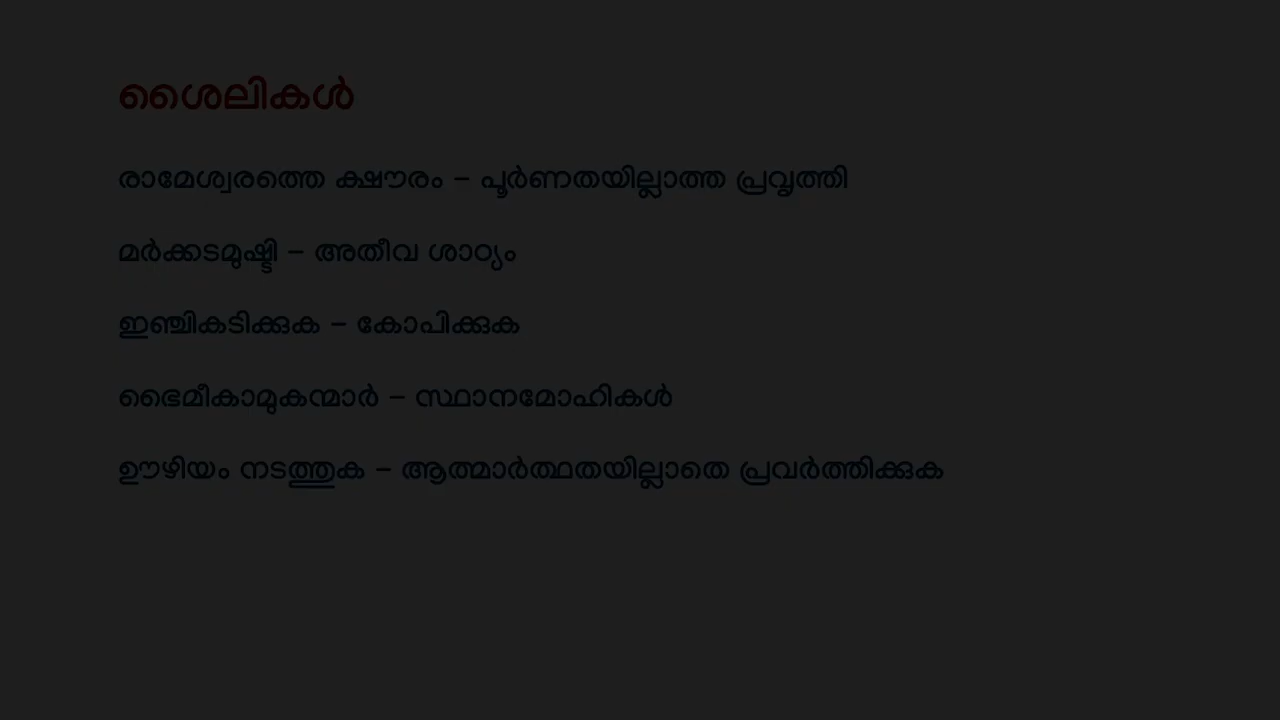 ശൈലികൾ
രാമേശ്വരത്തെ ക്ഷൗരം – പൂർണതയില്ലാത്ത പ്രവൃത്തി
മർക്കടമുഷ്ടി – അതീവ ശാഠ്യം
ഇഞ്ചികടിക്കുക – കോപിക്കുക
ഭൈമീകാമുകന്മാർ – സ്ഥാനമോഹികൾ
ഊഴിയം നടത്തുക – ആത്മാർത്ഥതയില്ലാതെ പ്രവർത്തിക്കുക